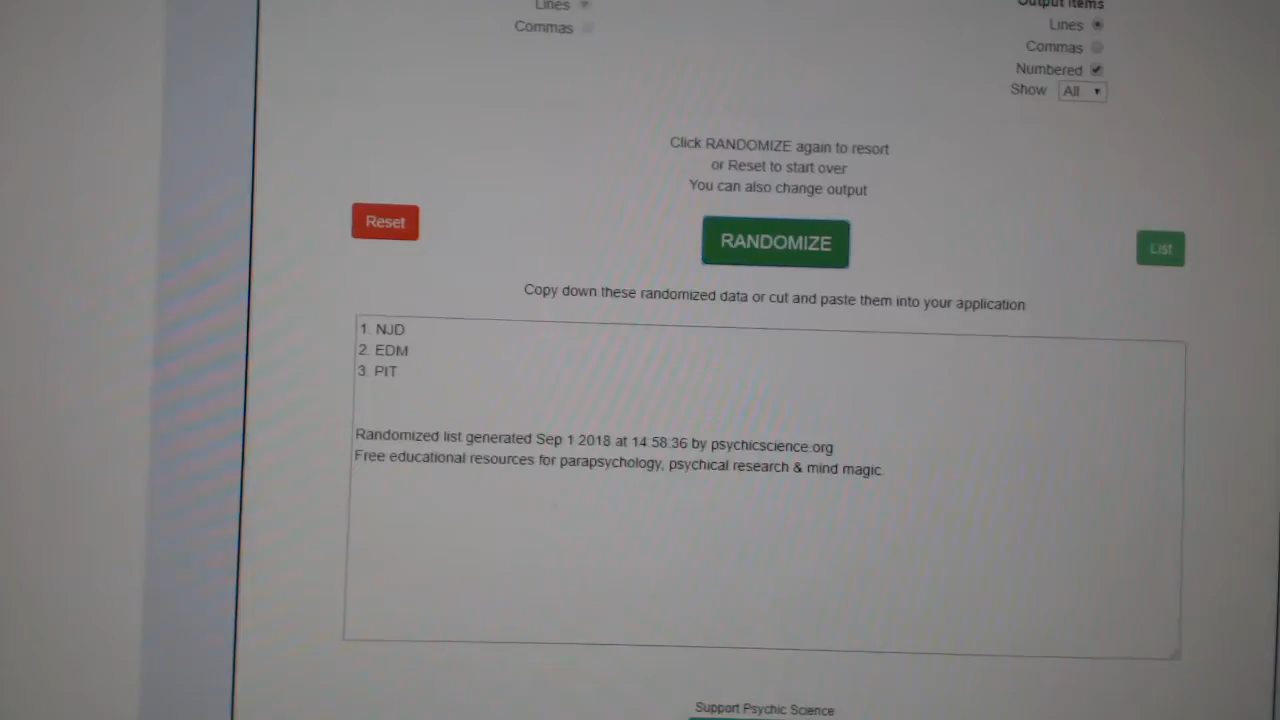 Lines
Commas
Output Items
Lines
Commas
Numbered
Show All
Click RANDOMIZE again to resort
or Reset to start over
You can also change output
Reset
RANDOMIZE
List
Copy down these randomized data or cut and paste them into your application
1. NJD
2. EDM
3. PIT
Randomized list generated Sep 1 2018 at 14:58:36 by psychicscience.org
Free educational resources for parapsychology, psychical research & mind magic.
Support Psychic Science